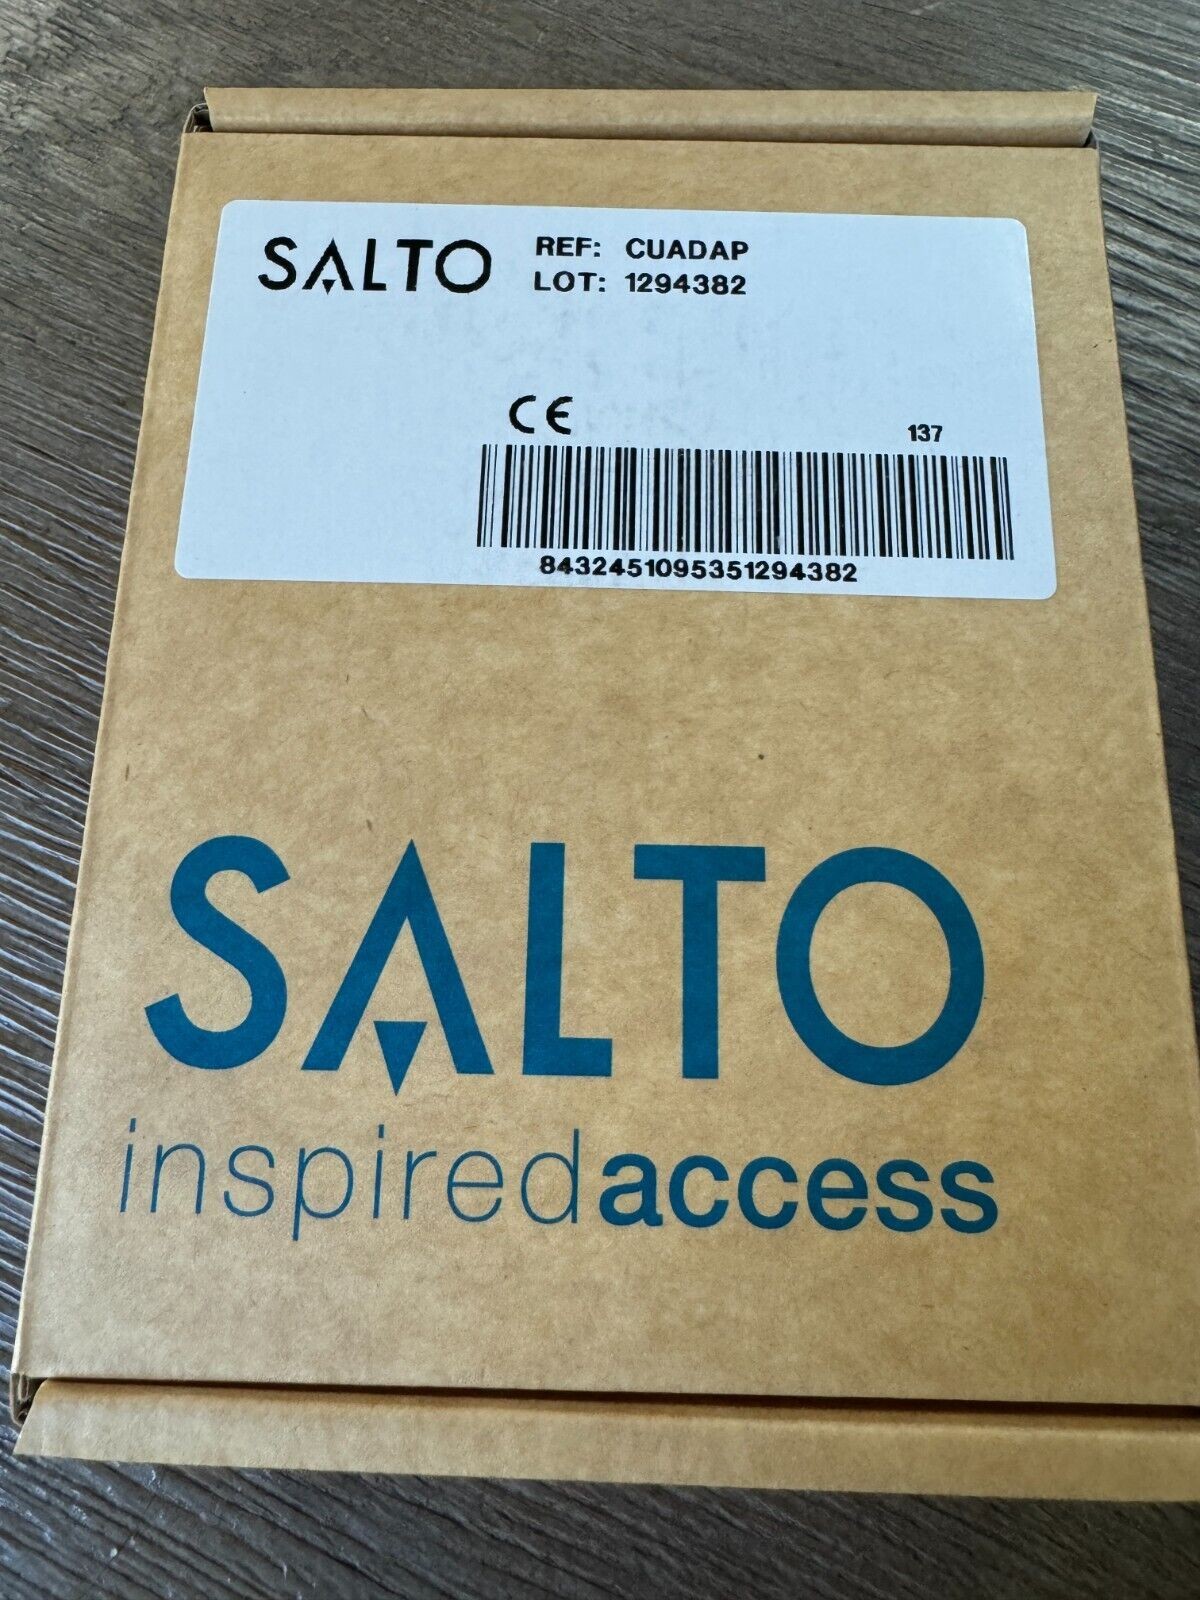 SALTO
REF: CUADAP
LOT: 1294382
CE
137
8432451095351294382
SALTO
inspiredaccess